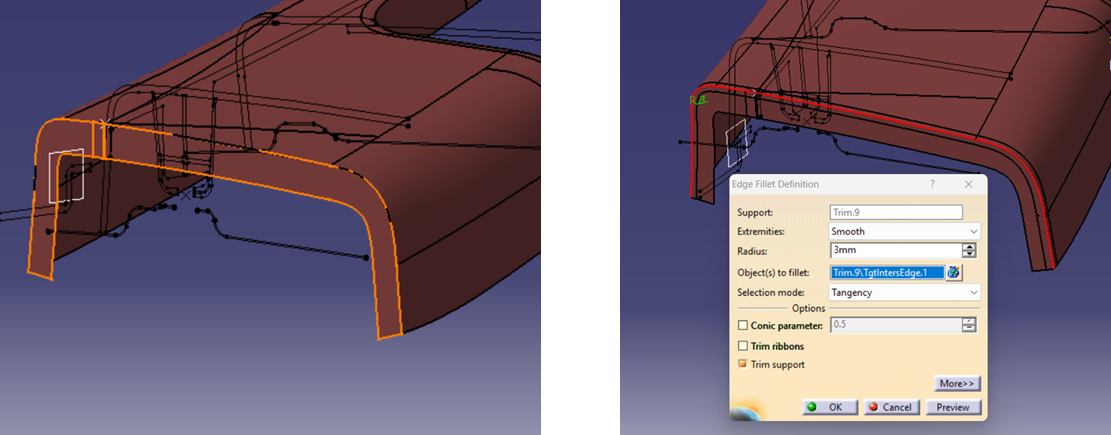 Edge Fillet Definition ? ×
Support: Trim.9
Extremities: Smooth
Radius: 3mm
Object(s) to fillet: Trim.9\TgtIntersEdge.1
Selection mode: Tangency
Options
Conic parameter: 0.5
Trim ribbons
Trim support
More>>
OK Cancel Preview